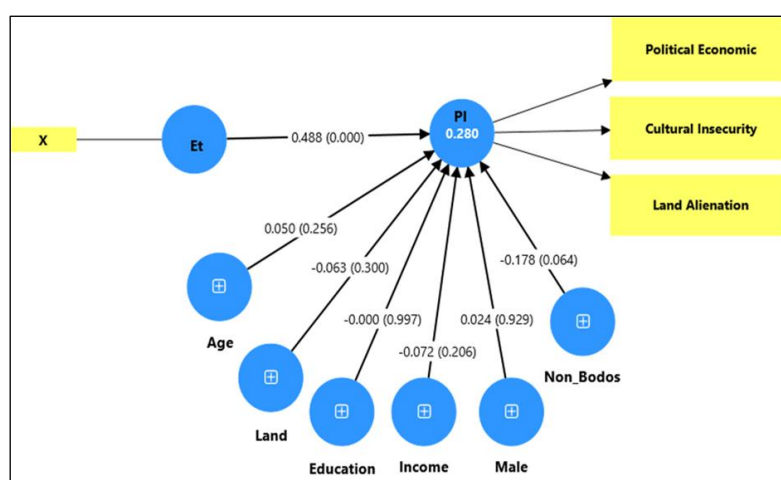 Political Economic
PI
0.280
X
Et
0.488 (0.000)
Cultural Insecurity
Land Alienation
0.050 (0.256)
-0.063 (0.300)
-0.178 (0.064)
-0.000 (0.997)
0.024 (0.929)
-0.072 (0.206)
Age
Non_Bodos
Land
Education
Income
Male